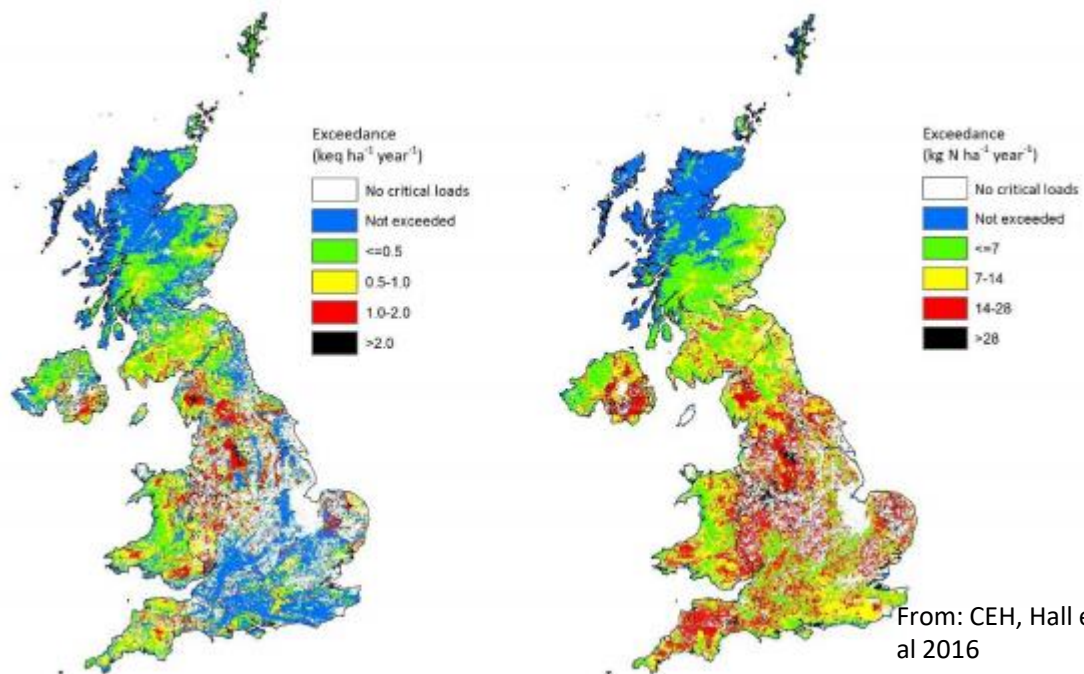 Exceedance
(keq ha⁻¹ year⁻¹)
No critical loads
Not exceeded
<=0.5
0.5-1.0
1.0-2.0
>2.0
Exceedance
(kg N ha⁻¹ year⁻¹)
No critical loads
Not exceeded
<=7
7-14
14-28
>28
From: CEH, Hall e
al 2016